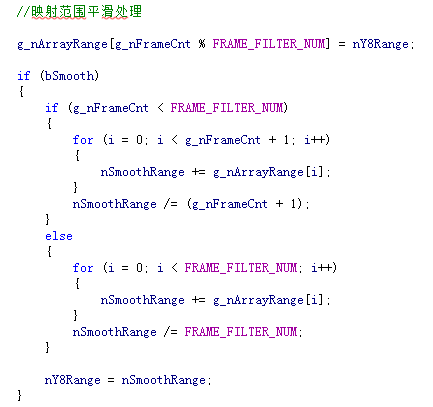 //映射范围平滑处理
g_nArrayRange[g_nFrameCnt % FRAME_FILTER_NUM] = nY8Range;
if (bSmooth)
{
if (g_nFrameCnt < FRAME_FILTER_NUM)
{
for (i = 0; i < g_nFrameCnt + 1; i++)
{
nSmoothRange += g_nArrayRange[i];
}
nSmoothRange /= (g_nFrameCnt + 1);
}
else
{
for (i = 0; i < FRAME_FILTER_NUM; i++)
{
nSmoothRange += g_nArrayRange[i];
}
nSmoothRange /= FRAME_FILTER_NUM;
}
nY8Range = nSmoothRange;
}